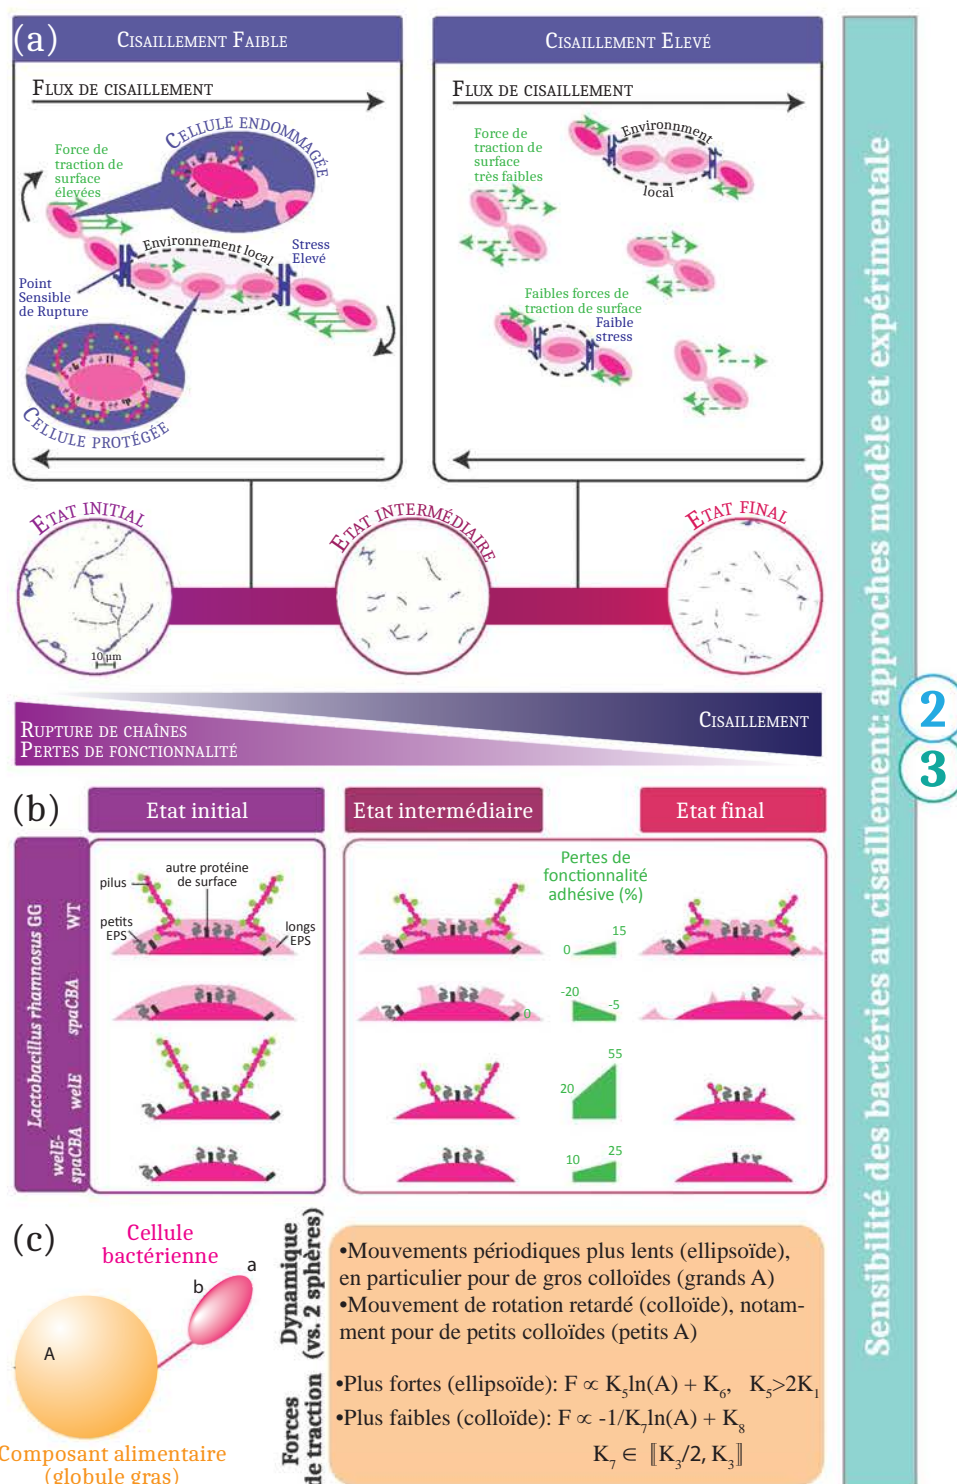 (a)
CISAILLEMENT FAIBLE
FLUX DE CISAILLEMENT
CELLULE ENDOMMAGÉE
Force de
traction de
surface
élevées
Environnement local
Stress
Elevé
Point
Sensible
de Rupture
CELLULE PROTÉGÉE
CISAILLEMENT ELEVÉ
FLUX DE CISAILLEMENT
Force de
traction de
surface
très faibles
Environnment
local
Faibles forces de
traction de surface
Faible
stress
ETAT INITIAL
10 µm
ETAT INTERMÉDIAIRE
ETAT FINAL
CISAILLEMENT
RUPTURE DE CHAÎNES
PERTES DE FONCTIONNALITÉ
(b)
Etat initial
Etat intermédiaire
Etat final
Lactobacillus rhamnosus GG
WT
spaCBA
welE
welE-
spaCBA
pilus
autre protéine
de surface
petits
EPS
longs
EPS
Pertes de
fonctionnalité
adhésive (%)
0
15
-20
-5
0
20
55
10
25
(c)
Cellule
bactérienne
a
b
A
Composant alimentaire
(globule gras)
Dynamique
(vs. 2 sphères)
•Mouvements périodiques plus lents (ellipsoïde),
en particulier pour de gros colloïdes (grands A)
•Mouvement de rotation retardé (colloïde), notam-
ment pour de petits colloïdes (petits A)
Forces
de traction
•Plus fortes (ellipsoïde): F ∝ K₅ln(A) + K₆, K₅>2K₁
•Plus faibles (colloïde): F ∝ -1/K₇ln(A) + K₈
K₇ ∈ ⟦K₃/2, K₃⟧
Sensibilité des bactéries au cisaillement: approches modèle et expérimentale
2
3